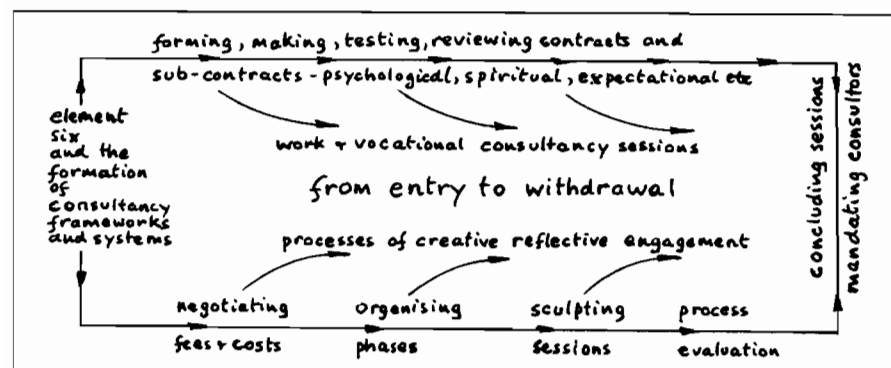 forming, making, testing, reviewing contracts and
sub-contracts - psychological, spiritual, expectational etc
element
six
and the
formation
of
consultancy
frameworks
and systems
work + vocational consultancy sessions
from entry to withdrawal
processes of creative reflective engagement
negotiating organising sculpting process
fees + costs phases sessions evaluation
concluding sessions
mandating consultors